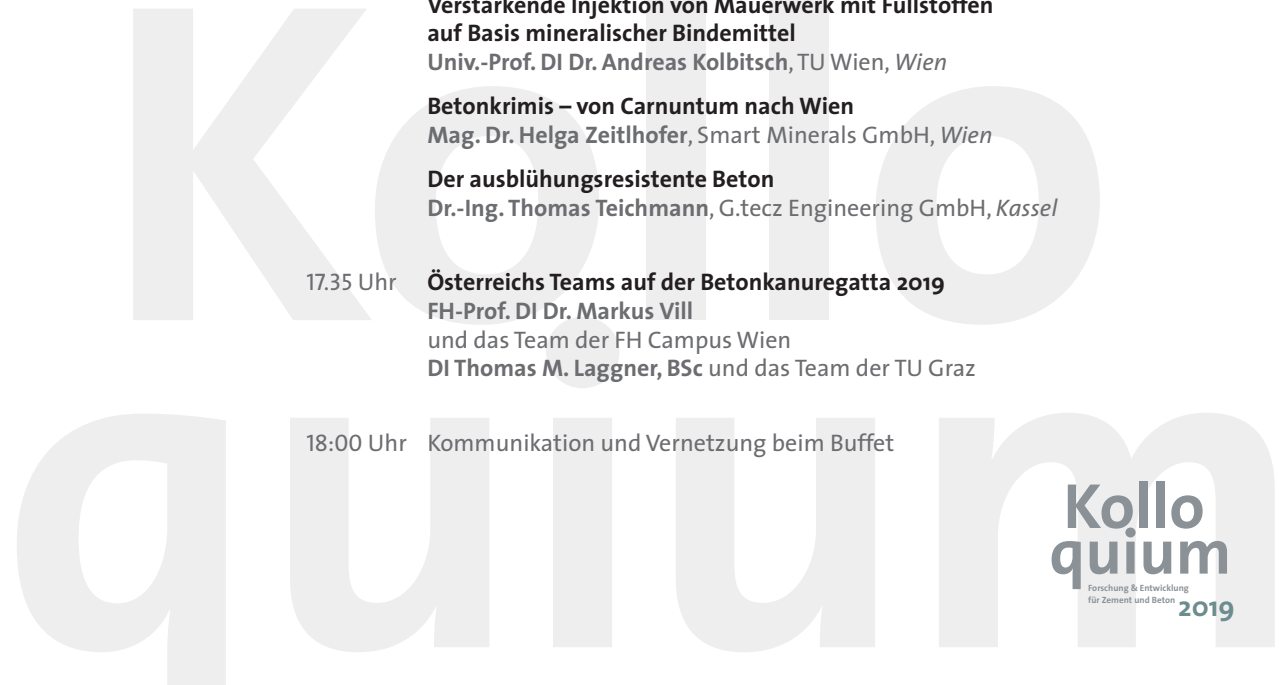 Verstärkende Injektion von Mauerwerk mit Füllstoffen
auf Basis mineralischer Bindemittel
Univ.-Prof. DI Dr. Andreas Kolbitsch, TU Wien, Wien
Betonkrimis – von Carnuntum nach Wien
Mag. Dr. Helga Zeitlhofer, Smart Minerals GmbH, Wien
Der ausblühungsresistente Beton
Dr.-Ing. Thomas Teichmann, G.tecz Engineering GmbH, Kassel
17.35 Uhr Österreichs Teams auf der Betonkanuregatta 2019
FH-Prof. DI Dr. Markus Vill
und das Team der FH Campus Wien
DI Thomas M. Laggner, BSc und das Team der TU Graz
18:00 Uhr Kommunikation und Vernetzung beim Buffet
Kollo
quium
Kollo
quium
Forschung & Entwicklung
für Zement und Beton 2019